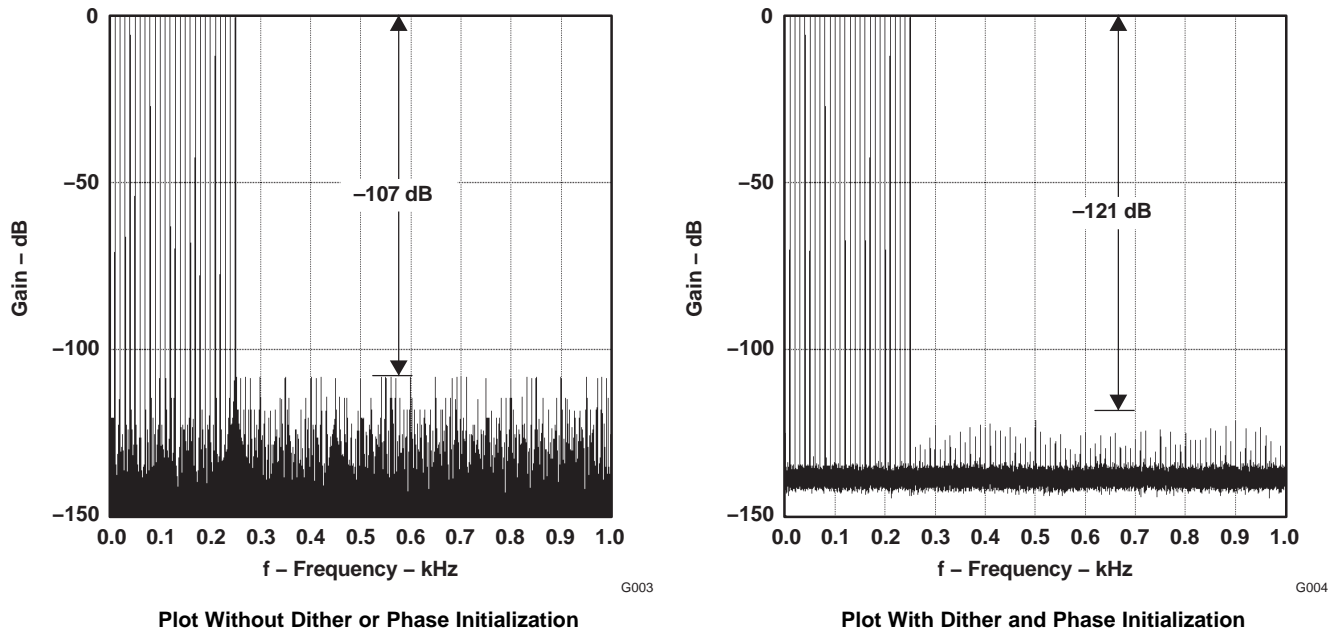 0
–50
–100
–150
Gain – dB
–107 dB
0.0 0.1 0.2 0.3 0.4 0.5 0.6 0.7 0.8 0.9 1.0
f – Frequency – kHz
G003
Plot Without Dither or Phase Initialization
0
–50
–100
–150
Gain – dB
–121 dB
0.0 0.1 0.2 0.3 0.4 0.5 0.6 0.7 0.8 0.9 1.0
f – Frequency – kHz
G004
Plot With Dither and Phase Initialization